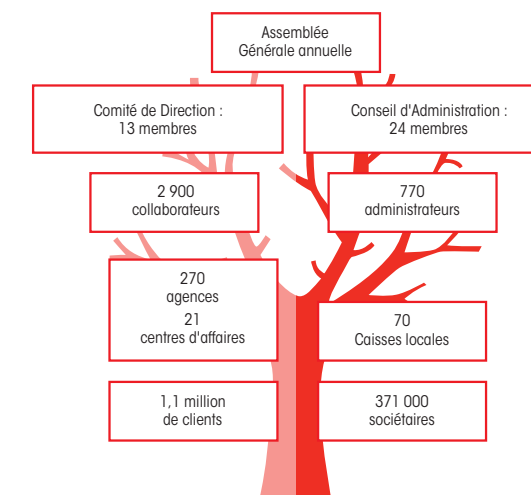 Assemblée
Générale annuelle
Comité de Direction :
13 membres
Conseil d'Administration :
24 membres
2 900
collaborateurs
770
administrateurs
270
agences
21
centres d'affaires
70
Caisses locales
1,1 million
de clients
371 000
sociétaires